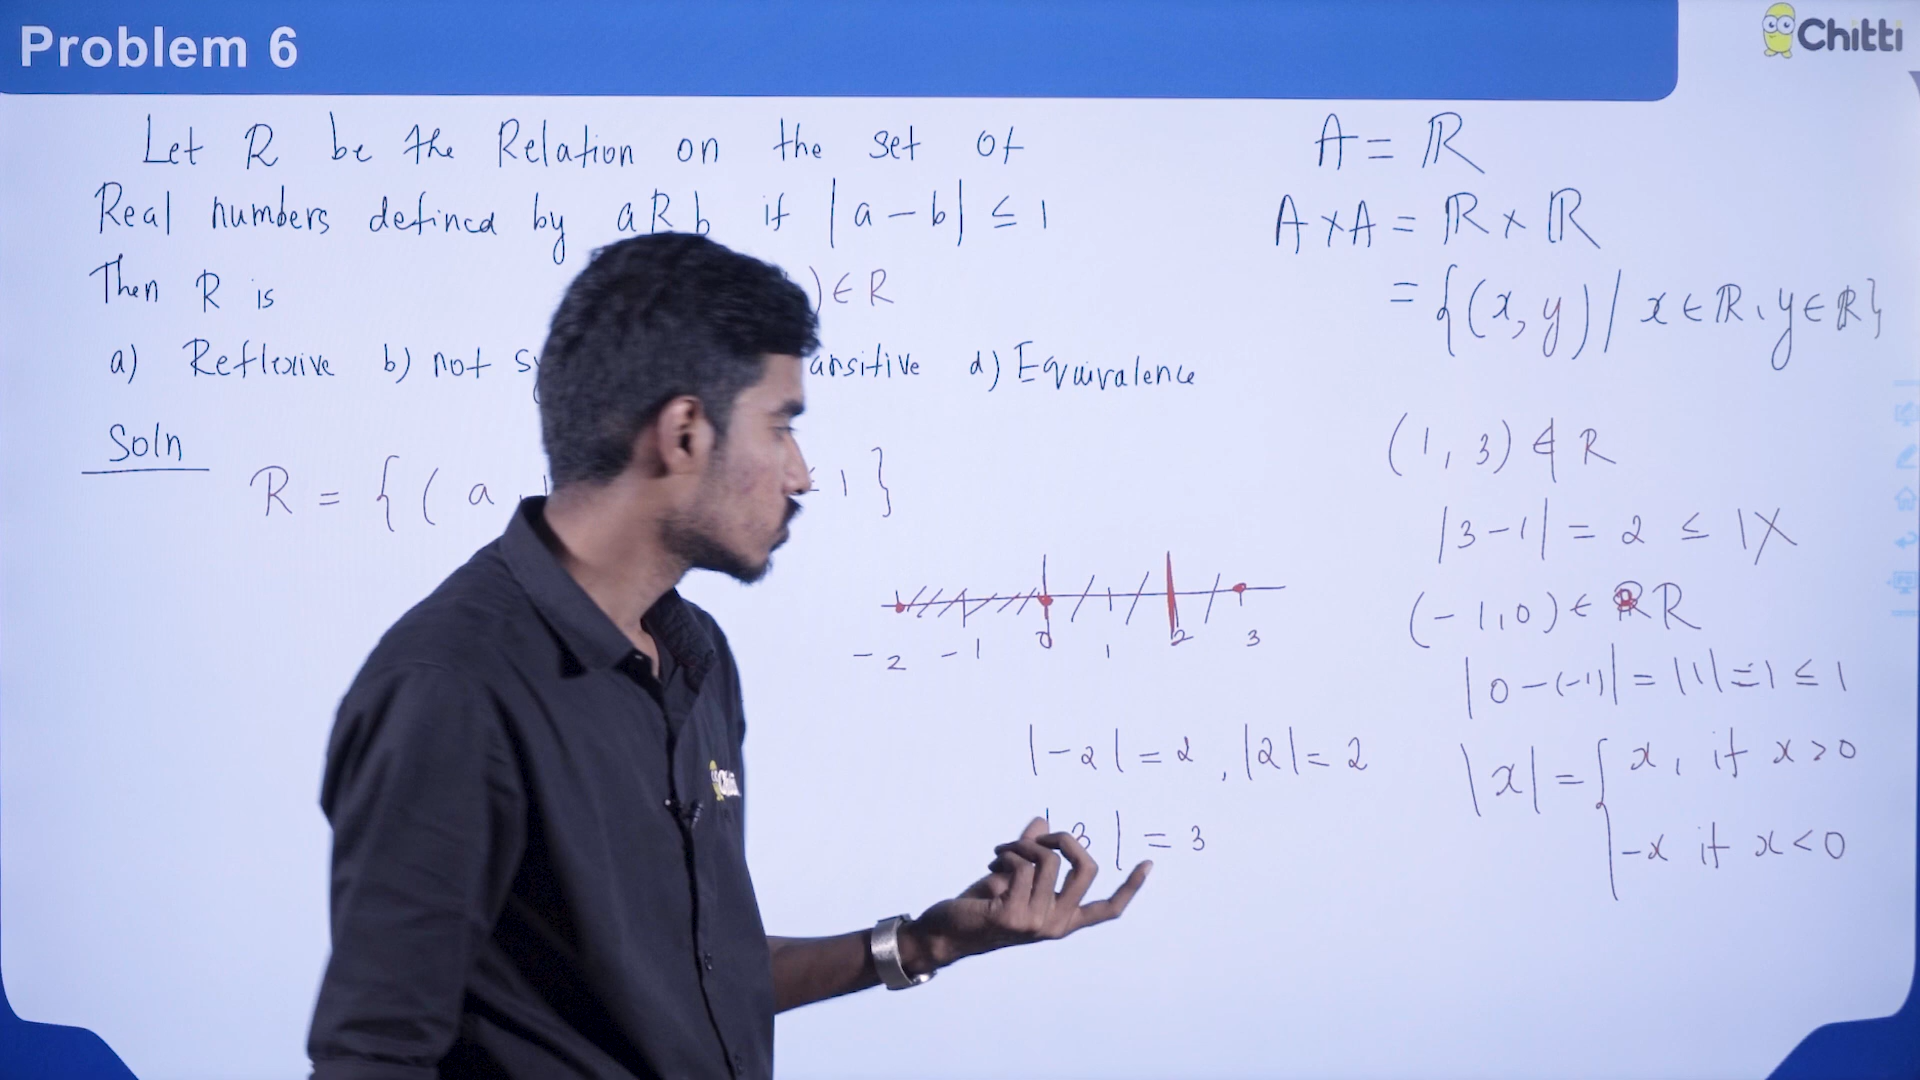 Problem 6
Chitti
Let R be the Relation on the set of
Real numbers defined by a R b if |a - b| ≤ 1
Then R is ) ∈ R
a) Reflexive b) not sy ansitive d) Equivalence
Soln
R = { ( a , ≤ 1 }
-2 -1 0 1 2 3
|-2| = 2 , |2| = 2
3 | = 3
A = ℝ
A × A = ℝ × ℝ
= {(x, y) / x ∈ ℝ, y ∈ ℝ}
(1, 3) ∉ R
|3 - 1| = 2 ≤ 1 X
(-1, 0) ∈ R
|0 - (-1)| = |1| = 1 ≤ 1
|x| = { x, if x > 0
-x if x < 0
Chitti